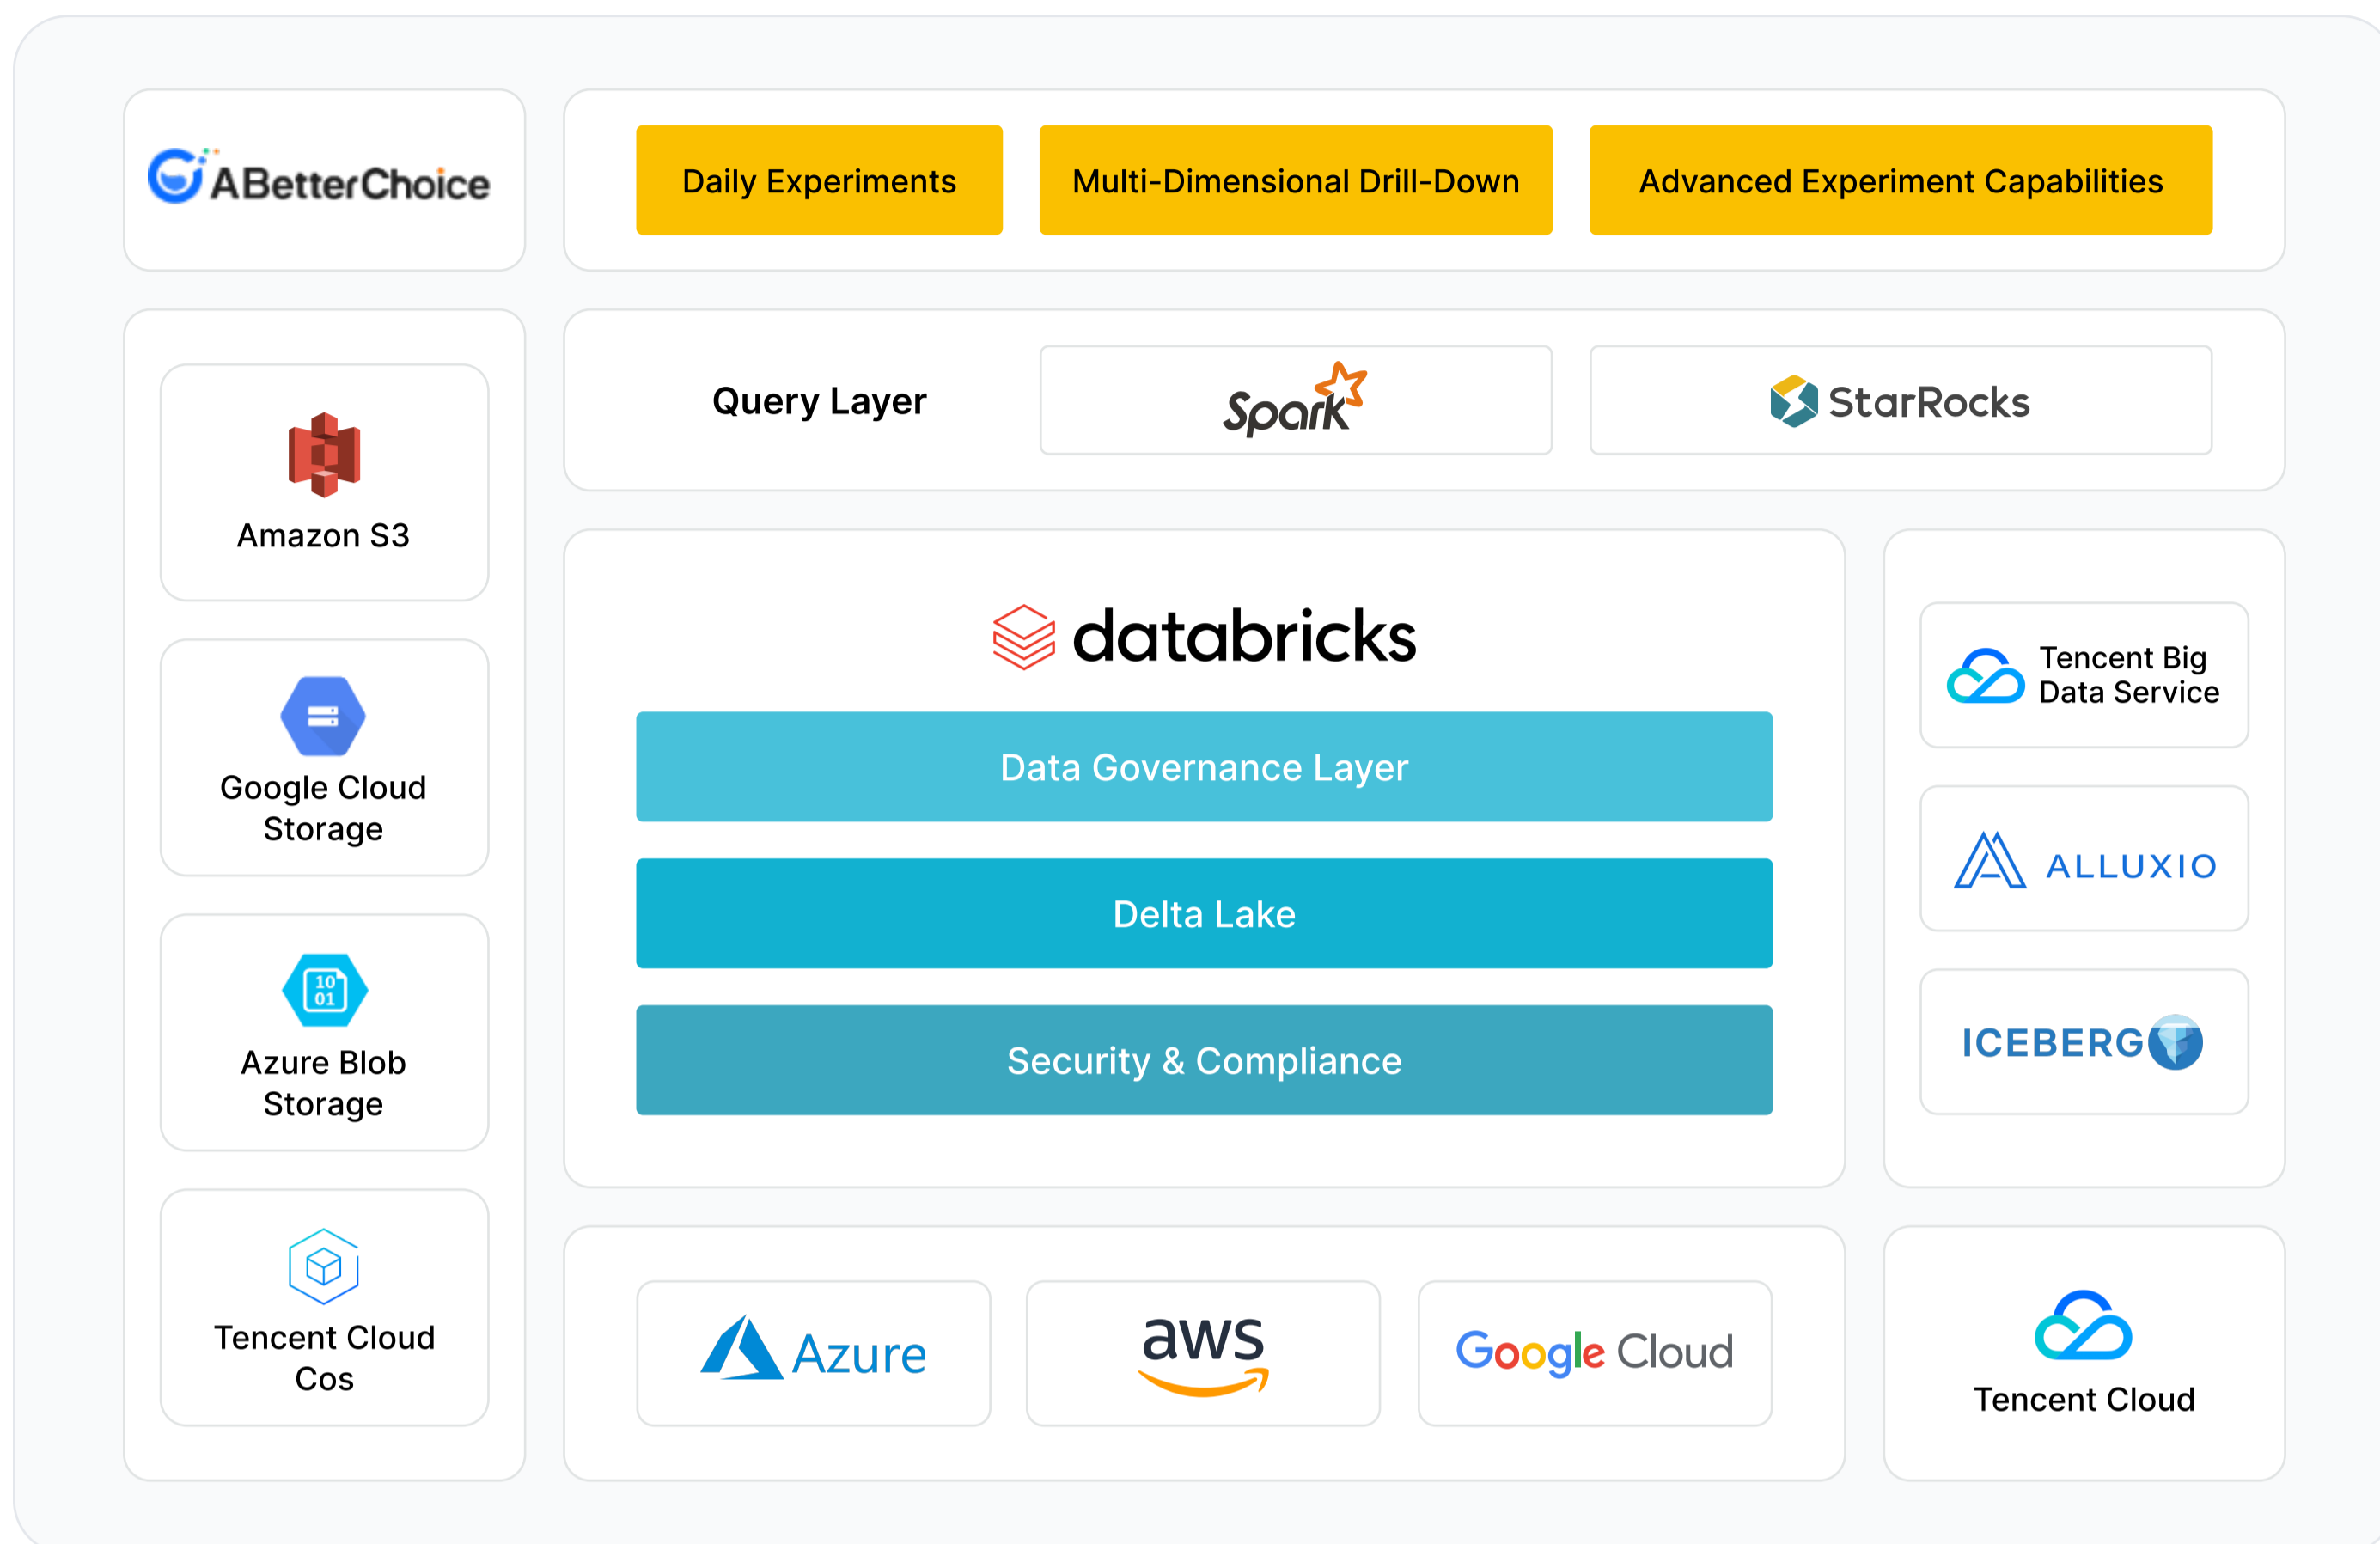 ABetterChoice
Daily Experiments
Multi-Dimensional Drill-Down
Advanced Experiment Capabilities
Amazon S3
Google Cloud
Storage
10
01
Azure Blob
Storage
Tencent Cloud
Cos
Query Layer
Spark
StarRocks
databricks
Data Governance Layer
Delta Lake
Security & Compliance
Tencent Big
Data Service
ALLUXIO
ICEBERG
Azure
aws
Google Cloud
Tencent Cloud